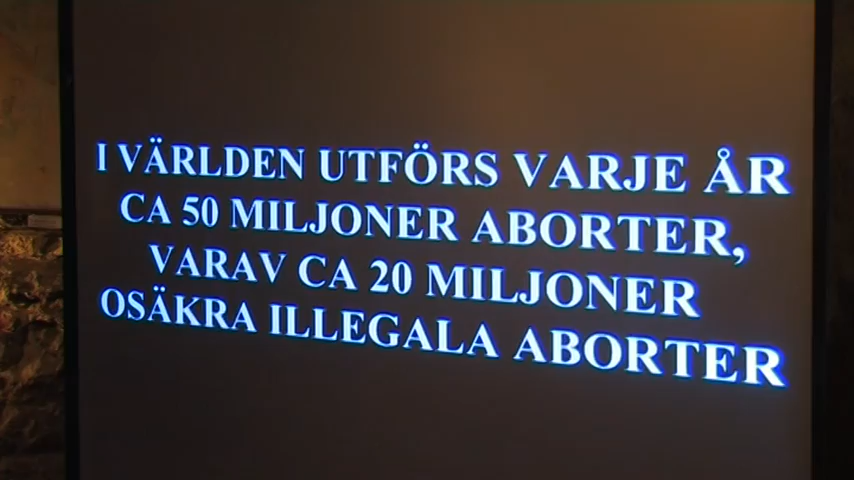 I VÄRLDEN UTFÖRS VARJE ÅR
CA 50 MILJONER ABORTER,
VARAV CA 20 MILJONER
OSÄKRA ILLEGALA ABORTER